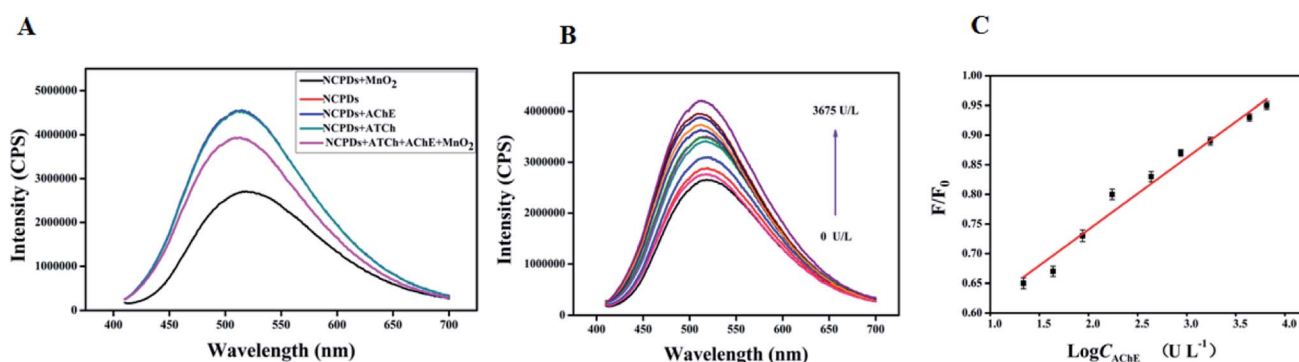 A
B
C
Intensity (CPS)
5000000
4000000
3000000
2000000
1000000
0
400 450 500 550 600 650 700
Wavelength (nm)
NCPDs+MnO₂
NCPDs
NCPDs+AChE
NCPDs+ATCh
NCPDs+ATCh+AChE+MnO₂
Intensity (CPS)
4000000
3000000
2000000
1000000
0
400 450 500 550 600 650 700
Wavelength (nm)
3675 U/L
0 U/L
F/F₀
1.00
0.95
0.90
0.85
0.80
0.75
0.70
0.65
0.60
1.0 1.5 2.0 2.5 3.0 3.5 4.0
LogC_AChE (U L⁻¹)